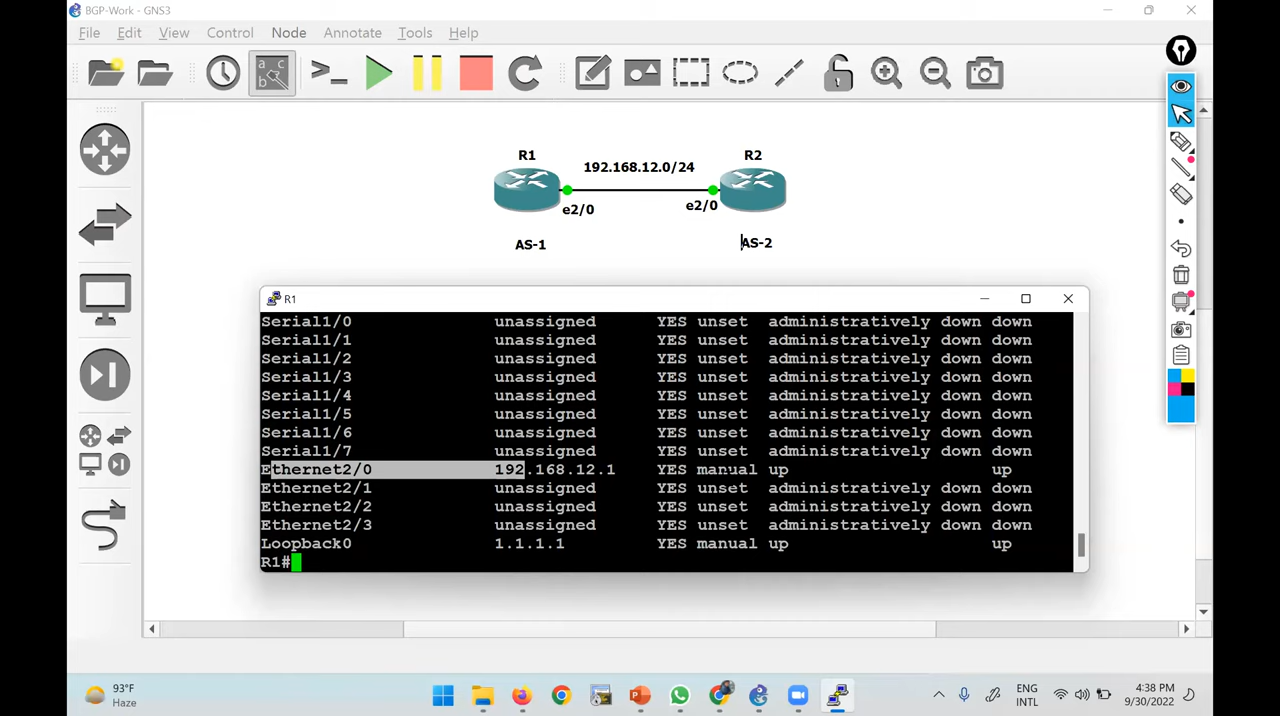 BGP-Work - GNS3
File Edit View Control Node Annotate Tools Help
a c
b
R1 R2
192.168.12.0/24
e2/0 e2/0
AS-1 AS-2
R1
Serial1/0 unassigned YES unset administratively down down
Serial1/1 unassigned YES unset administratively down down
Serial1/2 unassigned YES unset administratively down down
Serial1/3 unassigned YES unset administratively down down
Serial1/4 unassigned YES unset administratively down down
Serial1/5 unassigned YES unset administratively down down
Serial1/6 unassigned YES unset administratively down down
Serial1/7 unassigned YES unset administratively down down
Ethernet2/0 192.168.12.1 YES manual up up
Ethernet2/1 unassigned YES unset administratively down down
Ethernet2/2 unassigned YES unset administratively down down
Ethernet2/3 unassigned YES unset administratively down down
Loopback0 1.1.1.1 YES manual up up
R1#
93°F
Haze
ENG
INTL
4:38 PM
9/30/2022